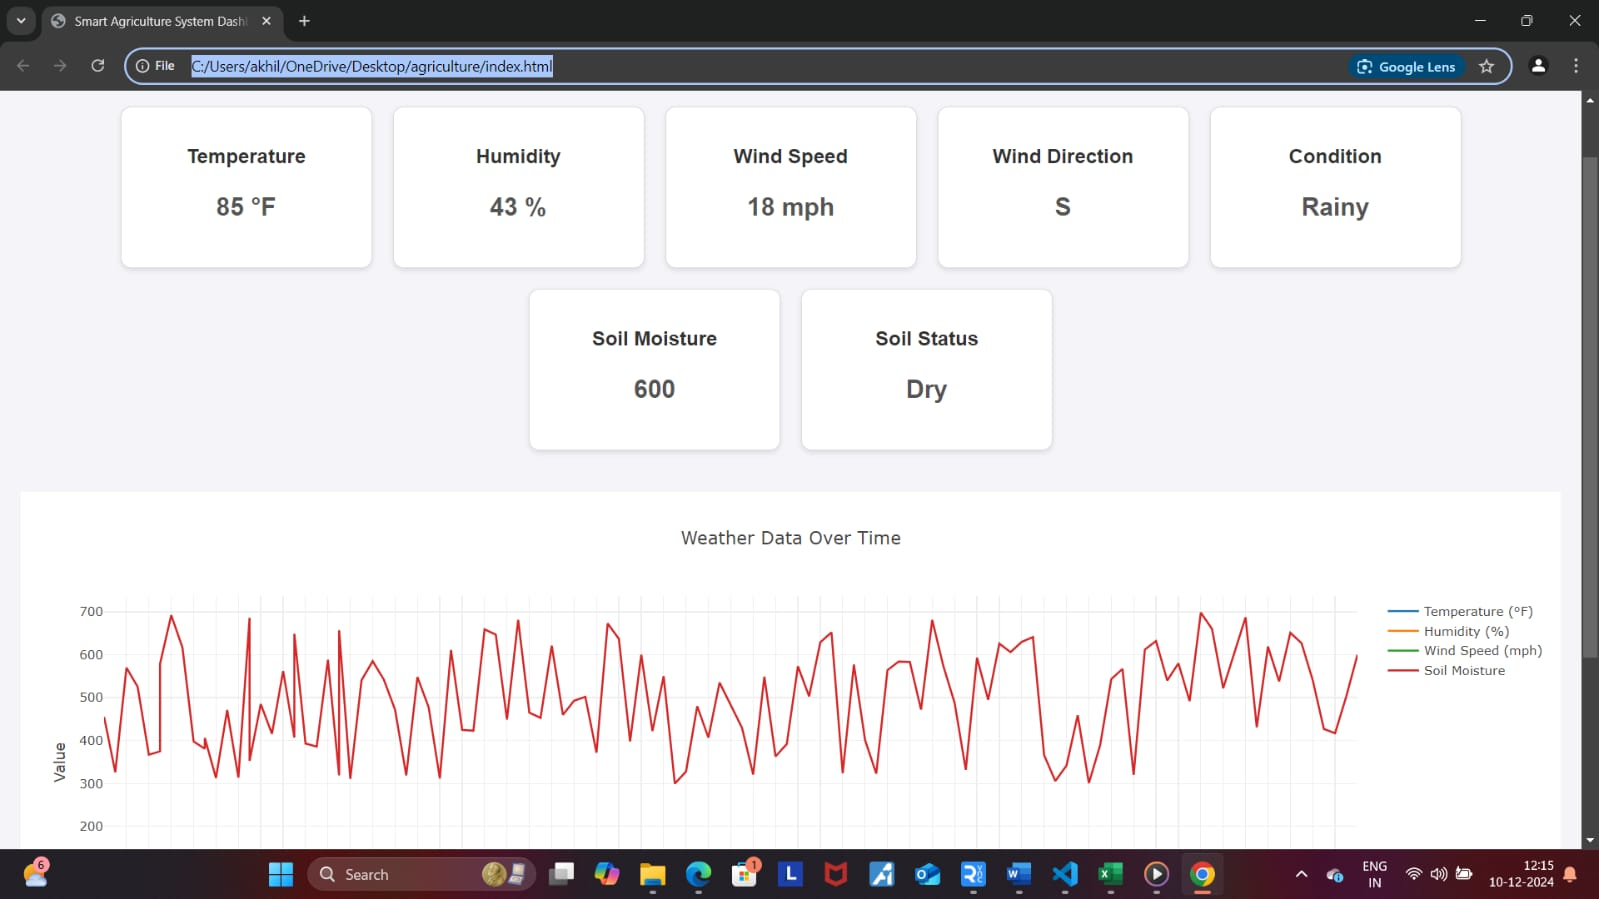 Smart Agriculture System Dash
File C:/Users/akhil/OneDrive/Desktop/agriculture/index.html Google Lens
Temperature
85 °F
Humidity
43 %
Wind Speed
18 mph
Wind Direction
S
Condition
Rainy
Soil Moisture
600
Soil Status
Dry
Weather Data Over Time
700
600
500
400
300
200
Value
Temperature (°F)
Humidity (%)
Wind Speed (mph)
Soil Moisture
6
Search
1
L
ENG
IN
12:15
10-12-2024